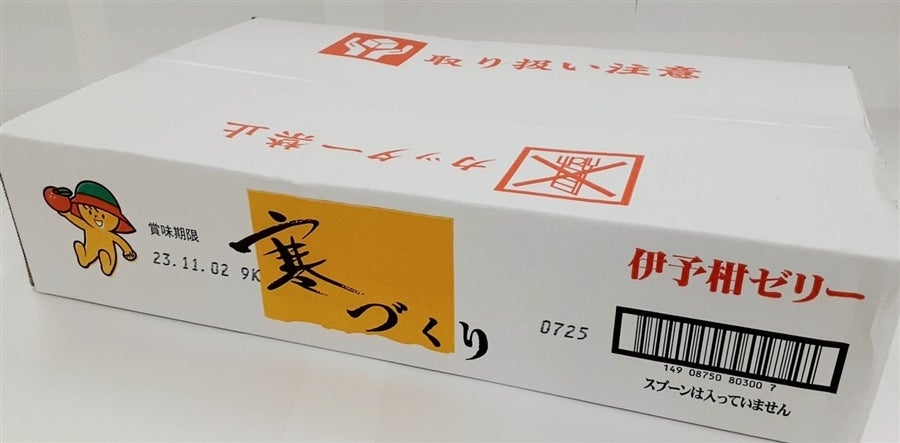 取り扱い注意
カッター禁止
賞味期限
23.11.02 9K
寒づくり
伊予柑ゼリー
0725
149 08750 80300 7
スプーンは入っていません